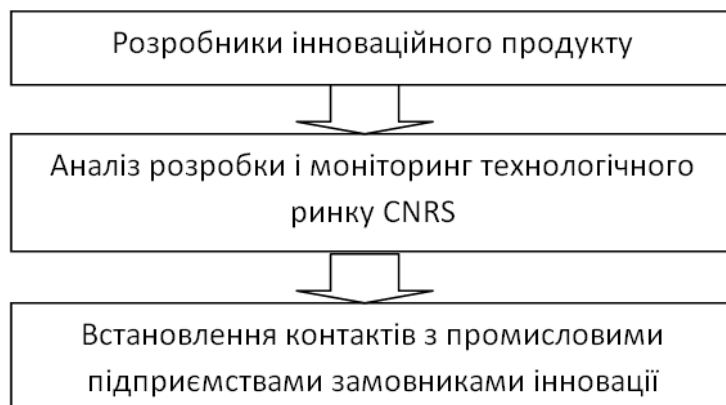 Розробники інноваційного продукту
Аналіз розробки і моніторинг технологічного
ринку CNRS
Встановлення контактів з промисловими
підприємствами замовниками інновації